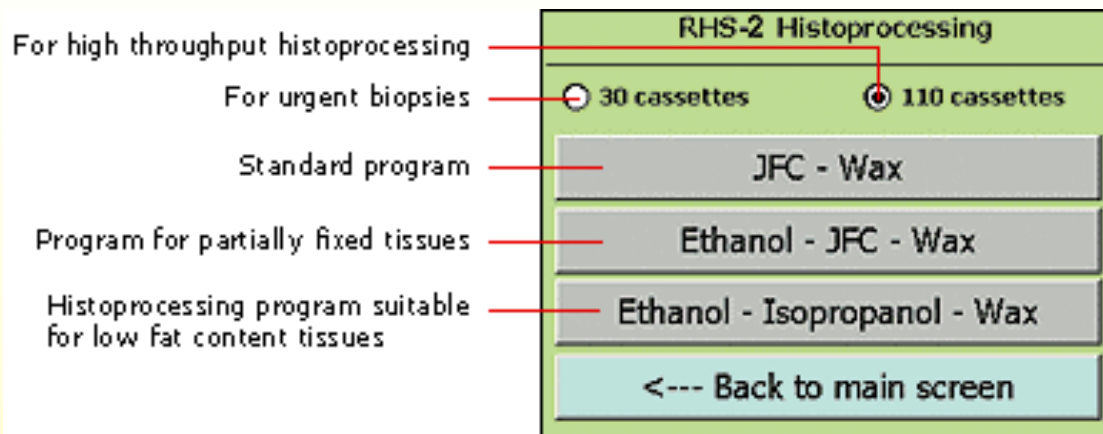 RHS-2 Histoprocessing
For high throughput histoprocessing
For urgent biopsies
30 cassettes
110 cassettes
Standard program
JFC - Wax
Program for partially fixed tissues
Ethanol - JFC - Wax
Histoprocessing program suitable
for low fat content tissues
Ethanol - Isopropanol - Wax
<--- Back to main screen